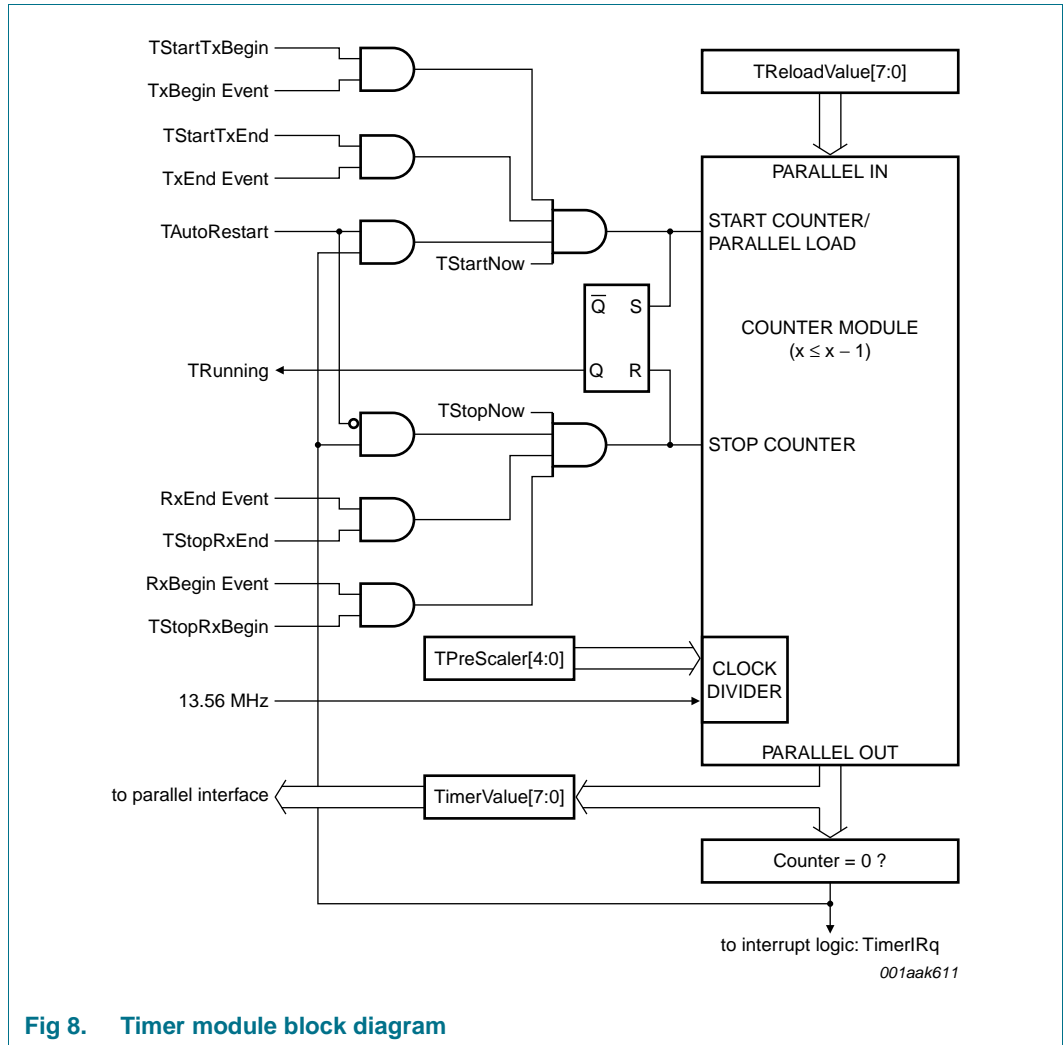 TStartTxBegin
TxBegin Event
TReloadValue[7:0]
TStartTxEnd
TxEnd Event
PARALLEL IN
TAutoRestart
START COUNTER/
PARALLEL LOAD
TStartNow
Q S
COUNTER MODULE
(x ≤ x − 1)
TRunning
Q R
TStopNow
STOP COUNTER
RxEnd Event
TStopRxEnd
RxBegin Event
TStopRxBegin
TPreScaler[4:0]
CLOCK
DIVIDER
13.56 MHz
PARALLEL OUT
to parallel interface
TimerValue[7:0]
Counter = 0 ?
to interrupt logic: TimerIRq
001aak611
Fig 8. Timer module block diagram